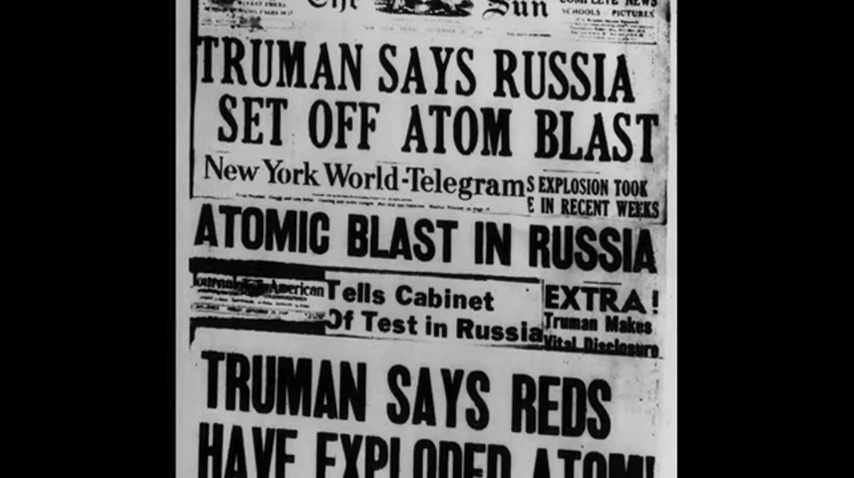 The Sun
COMPLETE NEWS
SCHOOLS - PICTURES
TRUMAN SAYS RUSSIA
SET OFF ATOM BLAST
New York World-Telegram
S EXPLOSION TOOK
E IN RECENT WEEKS
ATOMIC BLAST IN RUSSIA
Journal American
Tells Cabinet
Of Test in Russia
EXTRA!
Truman Makes
Vital Disclosure
TRUMAN SAYS REDS
HAVE EXPLODED ATOM!